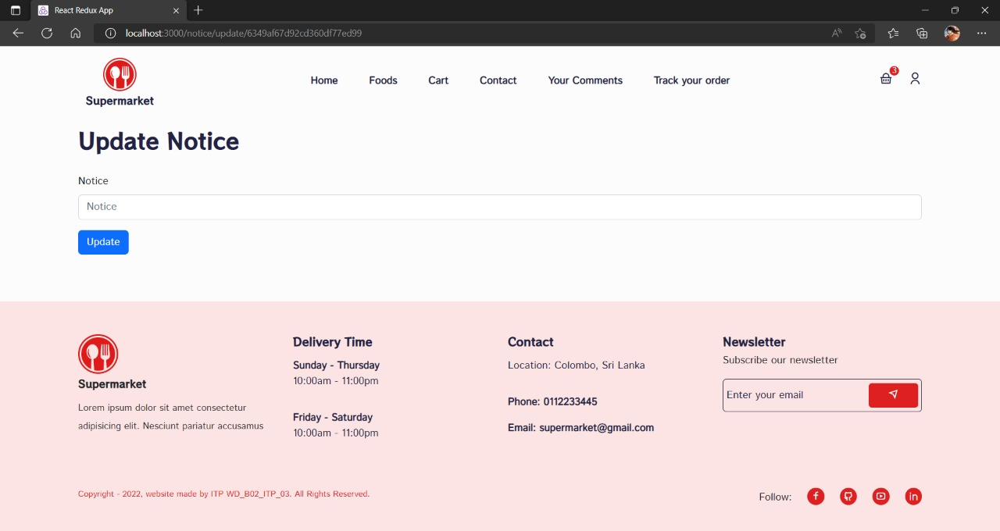 React Redux App
localhost:3000/notice/update/6349af67d92cd360df77ed99
Supermarket
Home
Foods
Cart
Contact
Your Comments
Track your order
3
Update Notice
Notice
Notice
Update
Supermarket
Lorem ipsum dolor sit amet consectetur
adipisicing elit. Nesciunt pariatur accusamus
Delivery Time
Sunday - Thursday
10:00am - 11:00pm
Friday - Saturday
10:00am - 11:00pm
Contact
Location: Colombo, Sri Lanka
Phone: 0112233445
Email: supermarket@gmail.com
Newsletter
Subscribe our newsletter
Enter your email
Copyright - 2022, website made by ITP WD_B02_ITP_03. All Rights Reserved.
Follow: